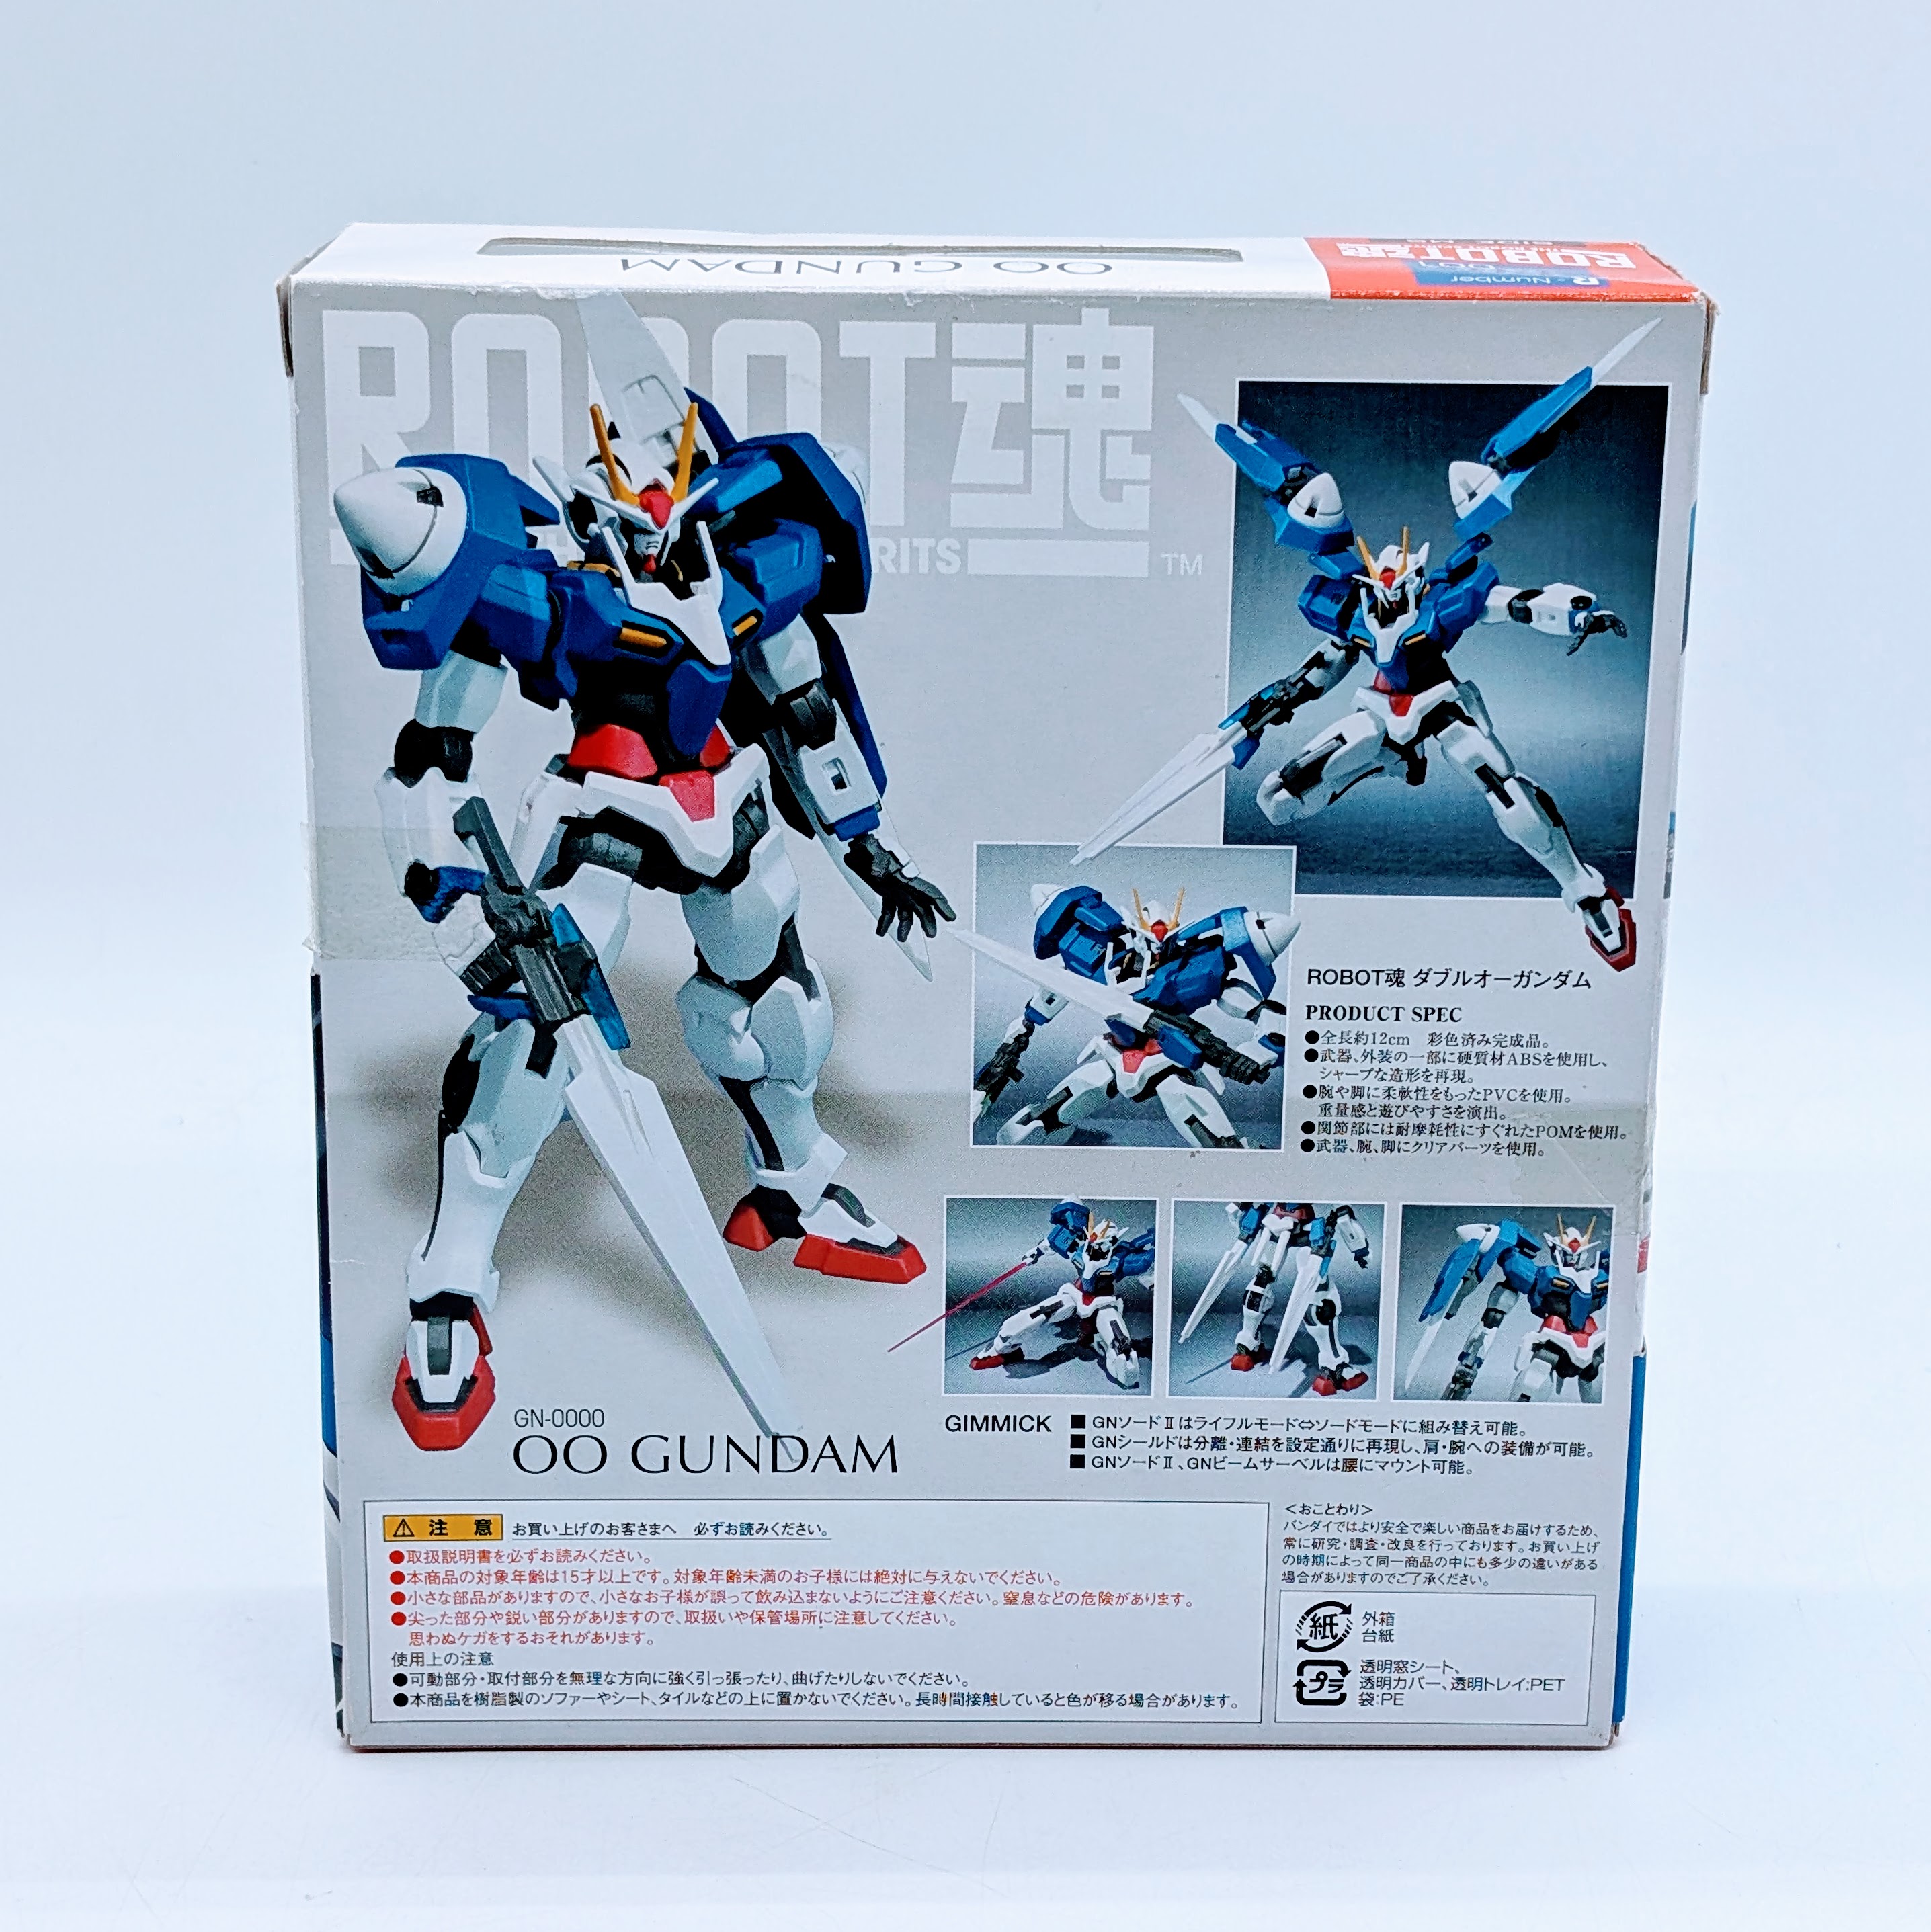 OO GUNDAM
ROBOT魂
R-Number 001
ROBOT魂
RITS
TM
ROBOT魂 ダブルオーガンダム
PRODUCT SPEC
●全長約12cm 彩色済み完成品。
●武器、外装の一部に硬質材ABSを使用し、
シャープな造形を再現。
●腕や脚に柔軟性をもったPVCを使用。
重量感と遊びやすさを演出。
●関節部には耐摩耗性にすぐれたPOMを使用。
●武器、腕、脚にクリアパーツを使用。
GN-0000
OO GUNDAM
GIMMICK
■GNソードⅡはライフルモード⇔ソードモードに組み替え可能。
■GNシールドは分離・連結を設定通りに再現し、肩・腕への装備が可能。
■GNソードⅡ、GNビームサーベルは腰にマウント可能。
注 意 お買い上げのお客さまへ 必ずお読みください。
●取扱説明書を必ずお読みください。
●本商品の対象年齢は15才以上です。対象年齢未満のお子様には絶対に与えないでください。
●小さな部品がありますので、小さなお子様が誤って飲み込まないようにご注意ください。窒息などの危険があります。
●尖った部分や鋭い部分がありますので、取扱いや保管場所に注意してください。
思わぬケガをするおそれがあります。
使用上の注意
●可動部分・取付部分を無理な方向に強く引っ張ったり、曲げたりしないでください。
●本商品を樹脂製のソファーやシート、タイルなどの上に置かないでください。長時間接触していると色が移る場合があります。
＜おことわり＞
バンダイではより安全で楽しい商品をお届けするため、
常に研究・調査・改良を行っております。お買い上げ
の時期によって同一商品の中にも多少の違いがある
場合がありますのでご了承ください。
紙
外箱
台紙
プラ
透明窓シート、
透明カバー、透明トレイ:PET
袋:PE